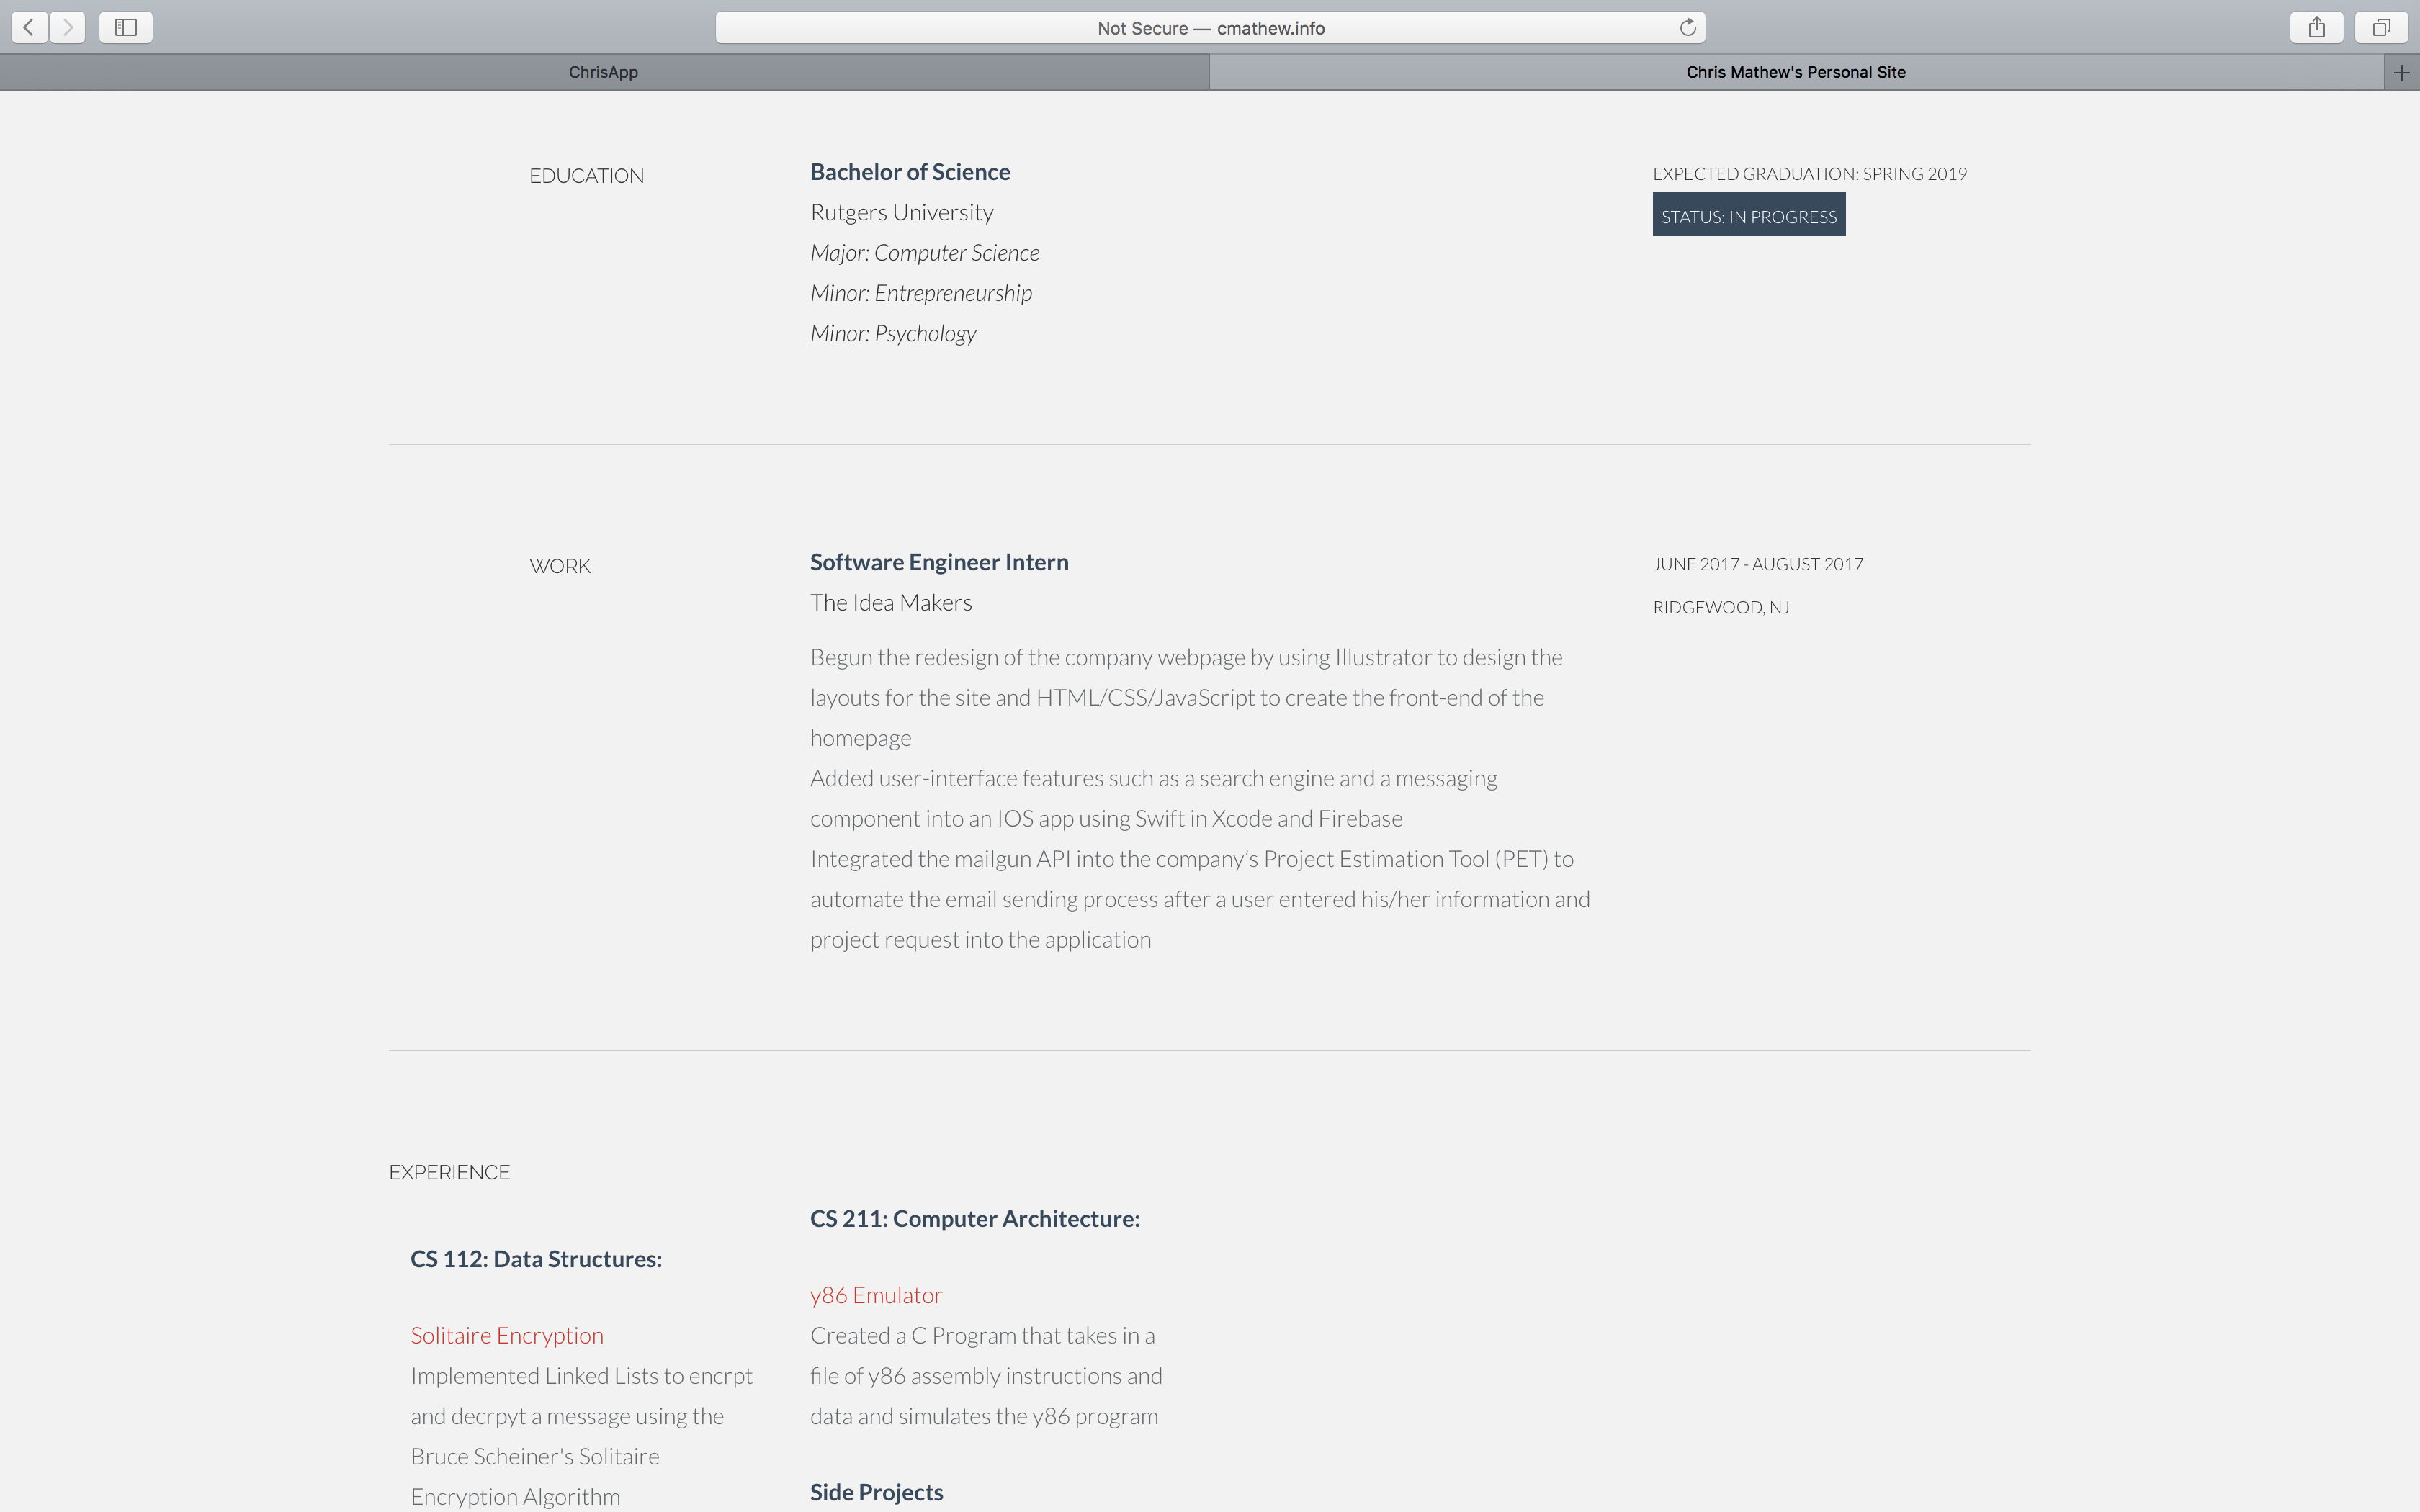 Not Secure — cmathew.info
ChrisApp
Chris Mathew's Personal Site
EDUCATION
Bachelor of Science
Rutgers University
Major: Computer Science
Minor: Entrepreneurship
Minor: Psychology
EXPECTED GRADUATION: SPRING 2019
STATUS: IN PROGRESS
WORK
Software Engineer Intern
The Idea Makers
JUNE 2017 - AUGUST 2017
RIDGEWOOD, NJ
Begun the redesign of the company webpage by using Illustrator to design the
layouts for the site and HTML/CSS/JavaScript to create the front-end of the
homepage
Added user-interface features such as a search engine and a messaging
component into an IOS app using Swift in Xcode and Firebase
Integrated the mailgun API into the company’s Project Estimation Tool (PET) to
automate the email sending process after a user entered his/her information and
project request into the application
EXPERIENCE
CS 112: Data Structures:
Solitaire Encryption
Implemented Linked Lists to encrpt
and decrpyt a message using the
Bruce Scheiner's Solitaire
Encryption Algorithm
CS 211: Computer Architecture:
y86 Emulator
Created a C Program that takes in a
file of y86 assembly instructions and
data and simulates the y86 program
Side Projects